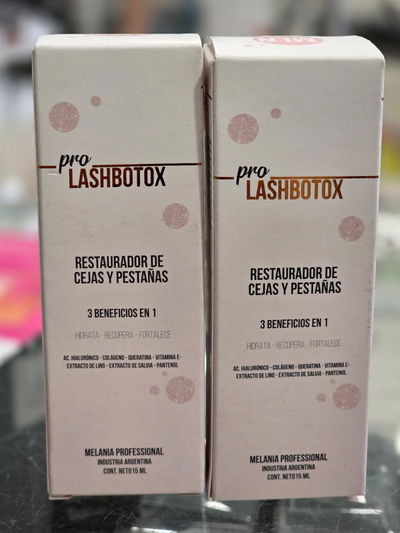 pro
LASHBOTOX
RESTAURADOR DE
CEJAS Y PESTAÑAS
3 BENEFICIOS EN 1
HIDRATA - RECUPERA - FORTALECE
AC. HIALURÓNICO - COLÁGENO - QUERATINA - VITAMINA E-
EXTRACTO DE LINO - EXTRACTO DE SALVIA - PANTENOL
MELANIA PROFESSIONAL
INDUSTRIA ARGENTINA
CONT. NETO 15 ML
pro
LASHBOTOX
RESTAURADOR DE
CEJAS Y PESTAÑAS
3 BENEFICIOS EN 1
HIDRATA - RECUPERA - FORTALECE
AC. HIALURÓNICO - COLÁGENO - QUERATINA - VITAMINA E-
EXTRACTO DE LINO - EXTRACTO DE SALVIA - PANTENOL
MELANIA PROFESSIONAL
INDUSTRIA ARGENTINA
CONT. NETO 15 ML